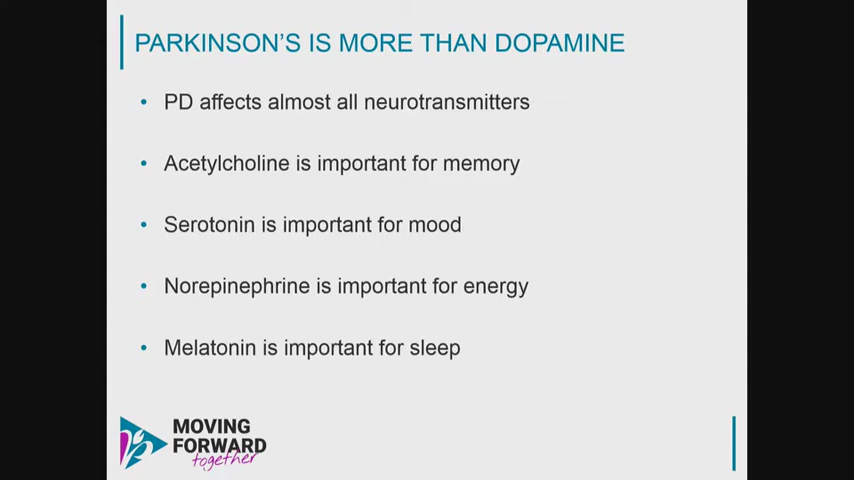 PARKINSON'S IS MORE THAN DOPAMINE
• PD affects almost all neurotransmitters
• Acetylcholine is important for memory
• Serotonin is important for mood
• Norepinephrine is important for energy
• Melatonin is important for sleep
MOVING
FORWARD
together